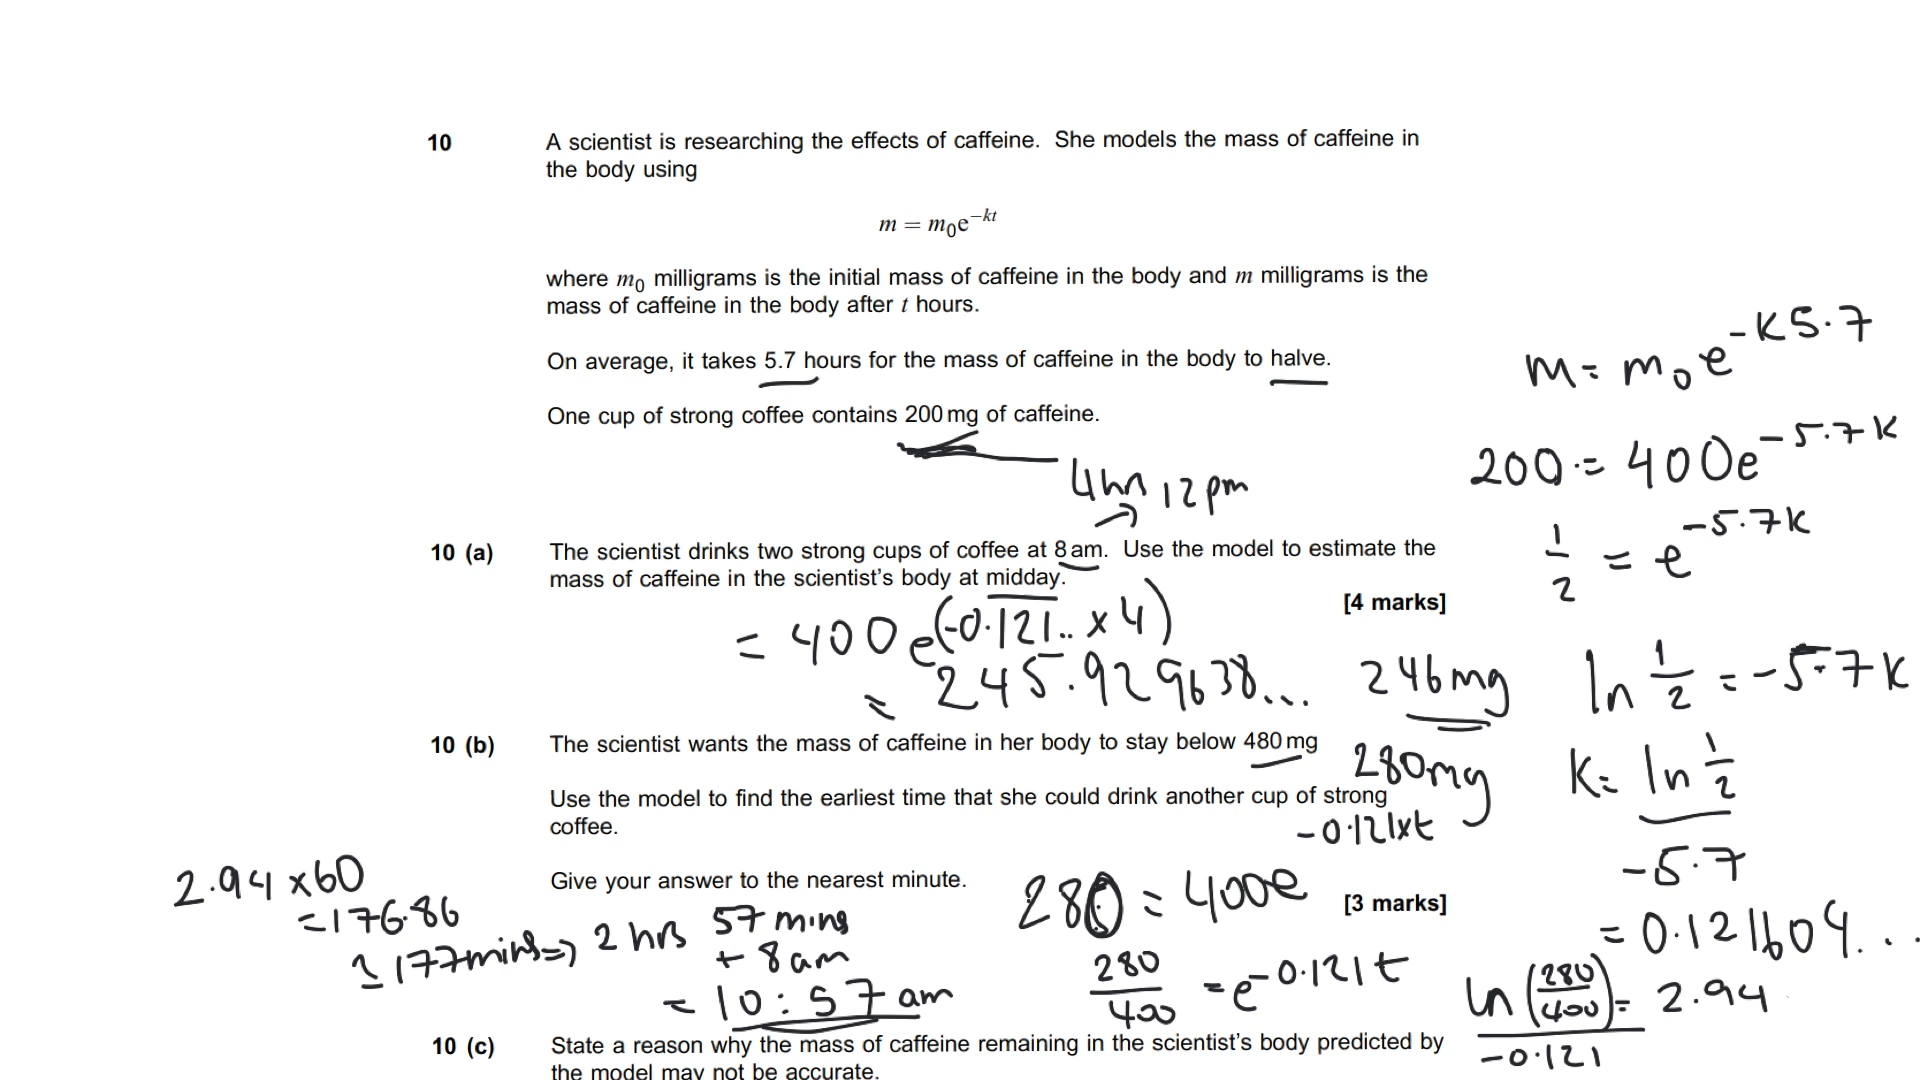 10 A scientist is researching the effects of caffeine. She models the mass of caffeine in
the body using
m = m₀e^(−kt)
where m₀ milligrams is the initial mass of caffeine in the body and m milligrams is the
mass of caffeine in the body after t hours.
On average, it takes 5.7 hours for the mass of caffeine in the body to halve.
One cup of strong coffee contains 200 mg of caffeine.
4hr 12pm
10 (a) The scientist drinks two strong cups of coffee at 8 am. Use the model to estimate the
mass of caffeine in the scientist's body at midday.
[4 marks]
= 400e^(-0.121.. × 4)
= 245.929638... 246mg
m = m₀e^(-K5.7)
200 = 400e^(-5.7K)
1/2 = e^(-5.7K)
ln 1/2 = -5.7K
K = ln 1/2 / -5.7
= 0.121604...
10 (b) The scientist wants the mass of caffeine in her body to stay below 480 mg
280mg
Use the model to find the earliest time that she could drink another cup of strong
coffee.
Give your answer to the nearest minute.
[3 marks]
280 = 400e^(-0.121×t)
280/400 = e^(-0.121t)
ln(280/400) / -0.121 = 2.94
2.94 × 60
= 176.86
≃ 177mins => 2 hrs 57 mins
+ 8am
= 10:57am
10 (c) State a reason why the mass of caffeine remaining in the scientist's body predicted by
the model may not be accurate.